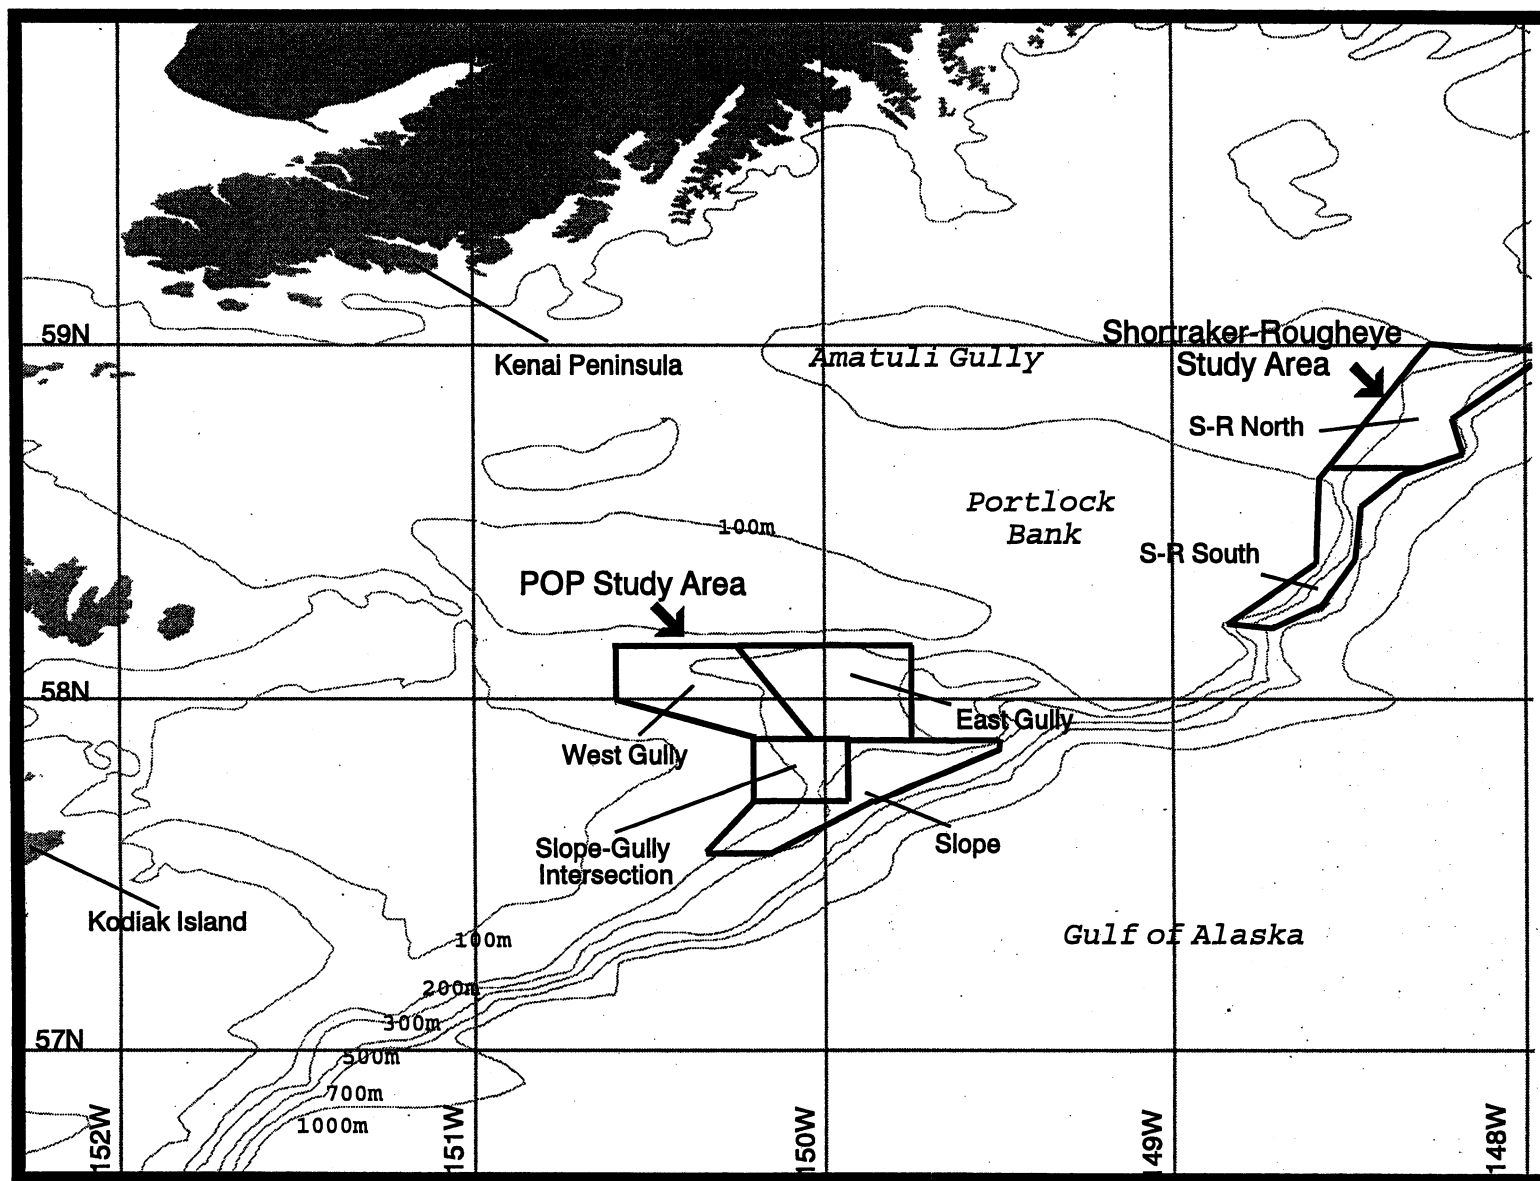 59N
Kenai Peninsula
Amatuli Gully
Shortraker-Rougheye
Study Area
S-R North
Portlock
Bank
100m
S-R South
POP Study Area
58N
East Gully
West Gully
Slope-Gully
Intersection
Slope
Kodiak Island
Gulf of Alaska
100m
200m
300m
57N
500m
700m
1000m
152W
151W
150W
149W
148W